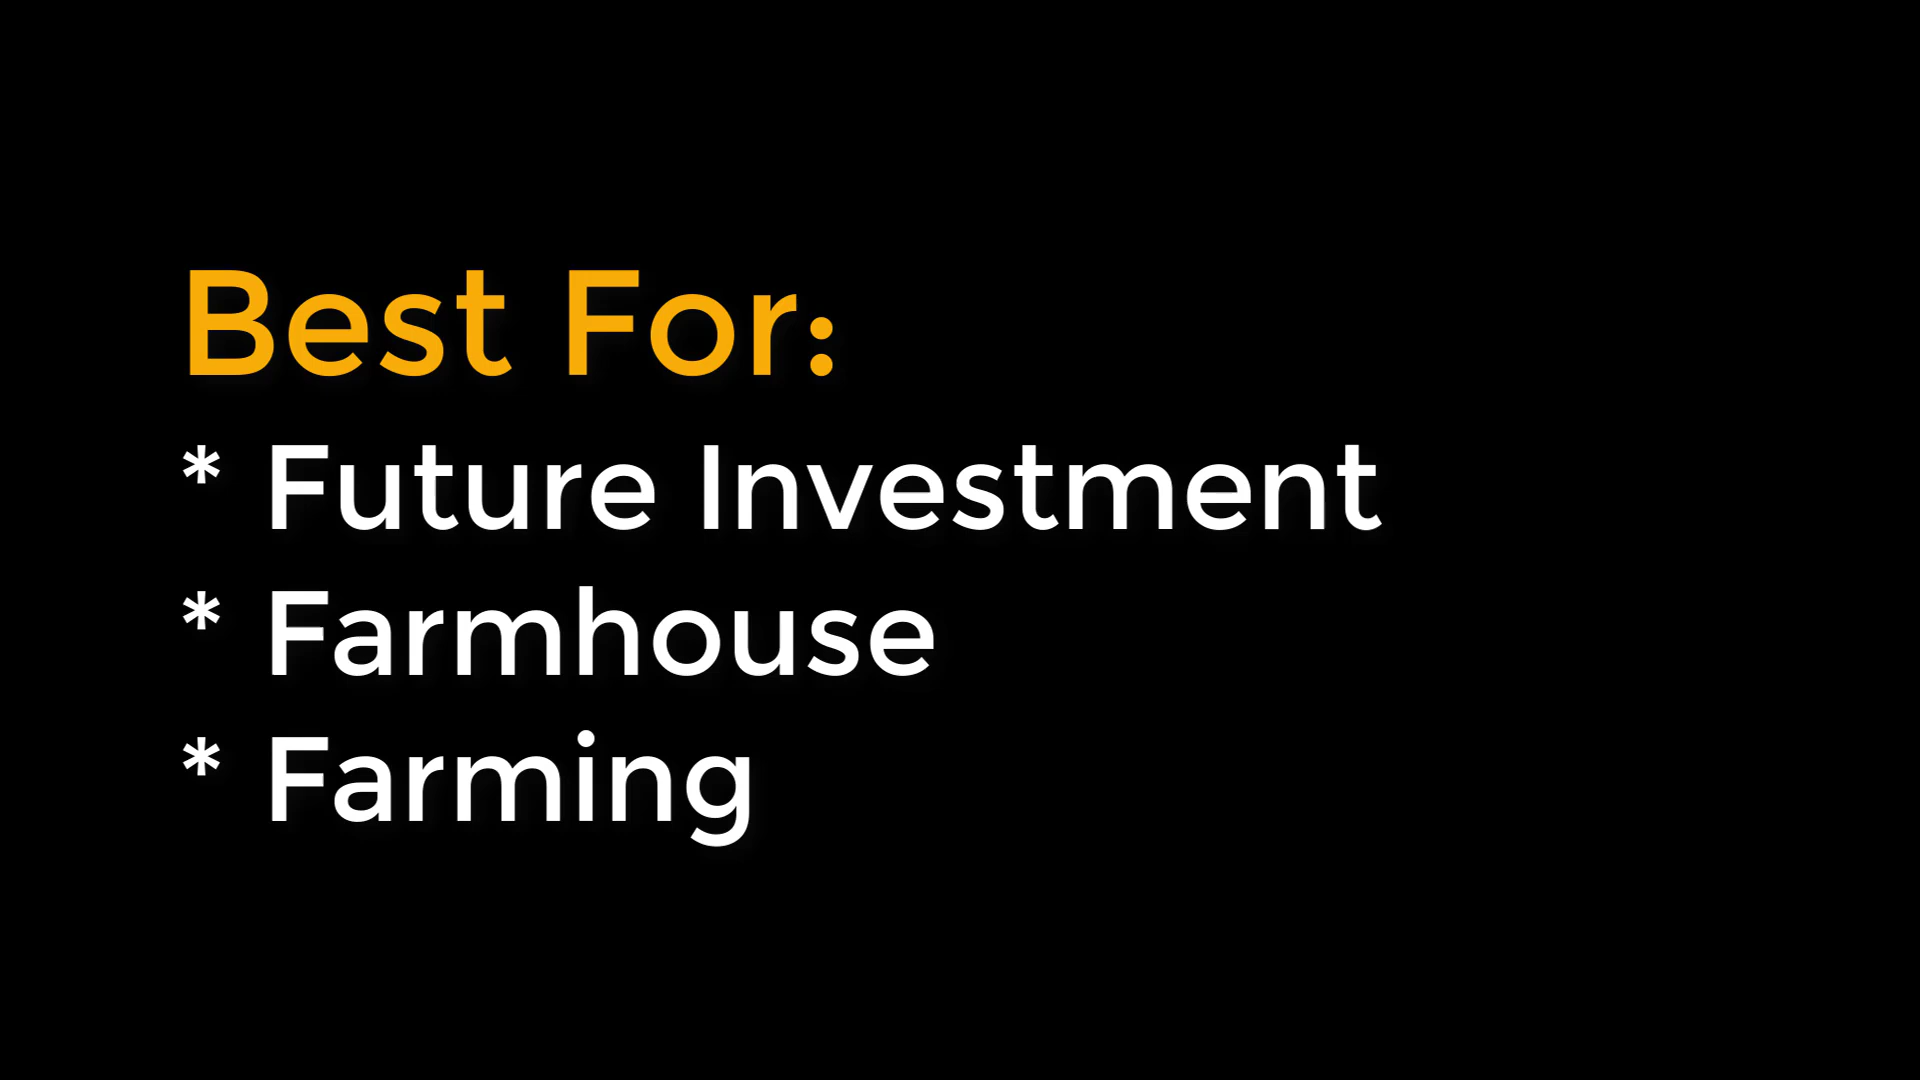 Best For:
* Future Investment
* Farmhouse
* Farming